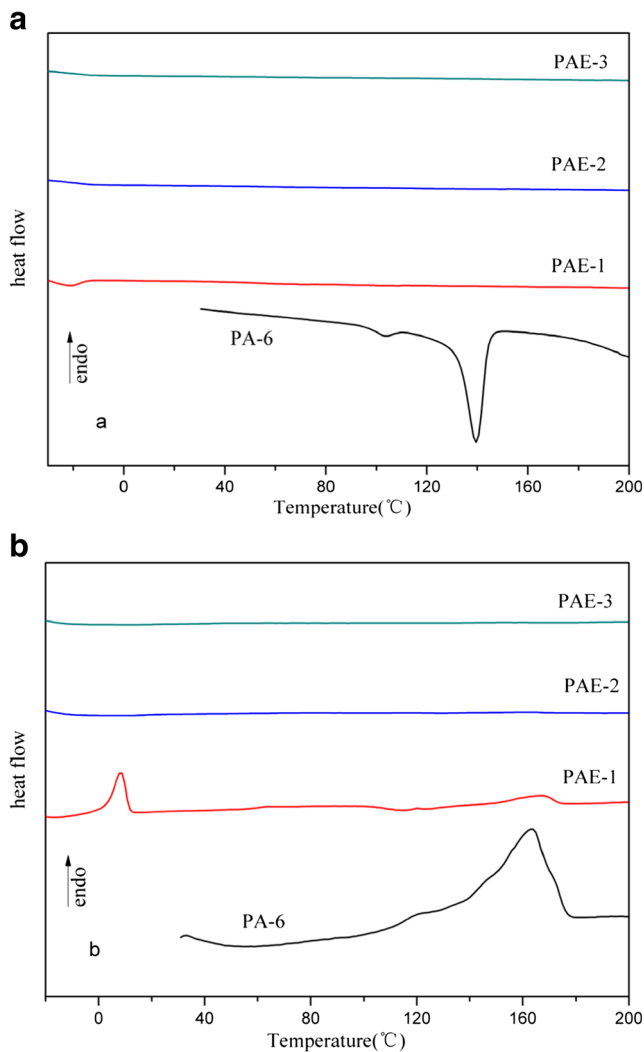 a
PAE-3
PAE-2
PAE-1
PA-6
heat flow
endo
a
0 40 80 120 160 200
Temperature(℃)
b
PAE-3
PAE-2
PAE-1
PA-6
heat flow
endo
b
0 40 80 120 160 200
Temperature(℃)